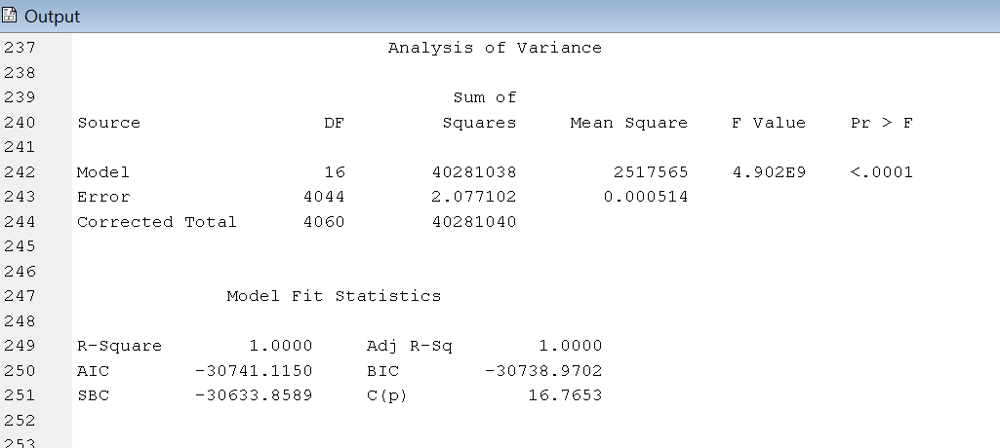 Output
237 Analysis of Variance
238
239 Sum of
240 Source DF Squares Mean Square F Value Pr > F
241
242 Model 16 40281038 2517565 4.902E9 <.0001
243 Error 4044 2.077102 0.000514
244 Corrected Total 4060 40281040
245
246
247 Model Fit Statistics
248
249 R-Square 1.0000 Adj R-Sq 1.0000
250 AIC -30741.1150 BIC -30738.9702
251 SBC -30633.8589 C(p) 16.7653
252
253